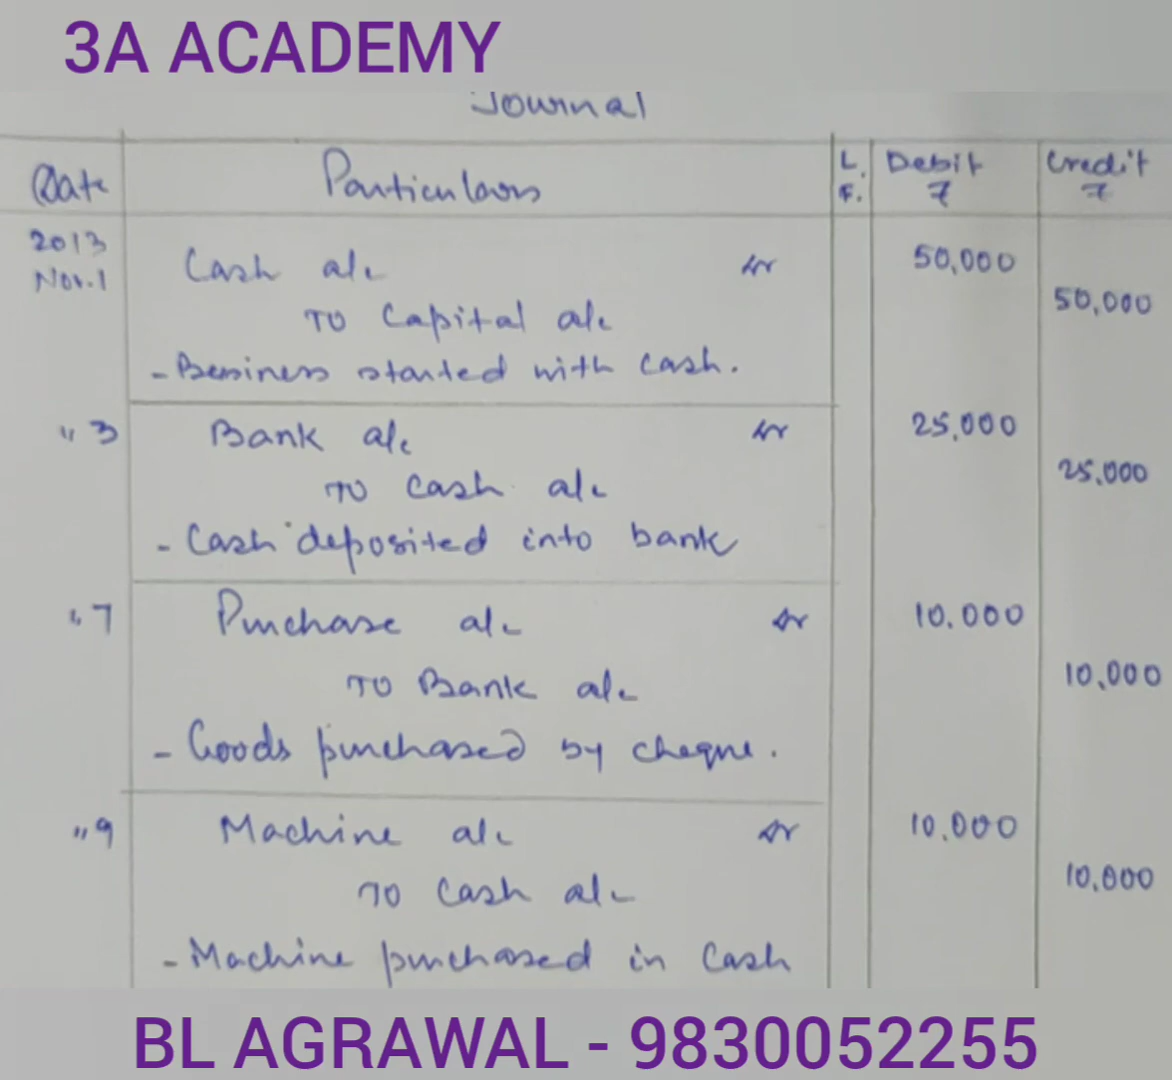 3A ACADEMY
Journal
Date Particulars L. F. Debit ₹ Credit ₹
2013
Nov. 1 Cash a/c Dr 50,000
To Capital a/c 50,000
- Business started with cash.
" 3 Bank a/c Dr 25,000
To Cash a/c 25,000
- Cash deposited into bank
" 7 Purchase a/c Dr 10,000
To Bank a/c 10,000
- Goods purchased by cheque.
" 9 Machine a/c Dr 10,000
To Cash a/c 10,000
- Machine purchased in Cash
BL AGRAWAL - 9830052255